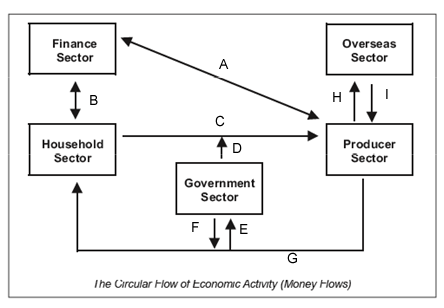 Finance
Sector
Overseas
Sector
A
B
H
I
C
Household
Sector
Producer
Sector
D
Government
Sector
F
E
G
The Circular Flow of Economic Activity (Money Flows)